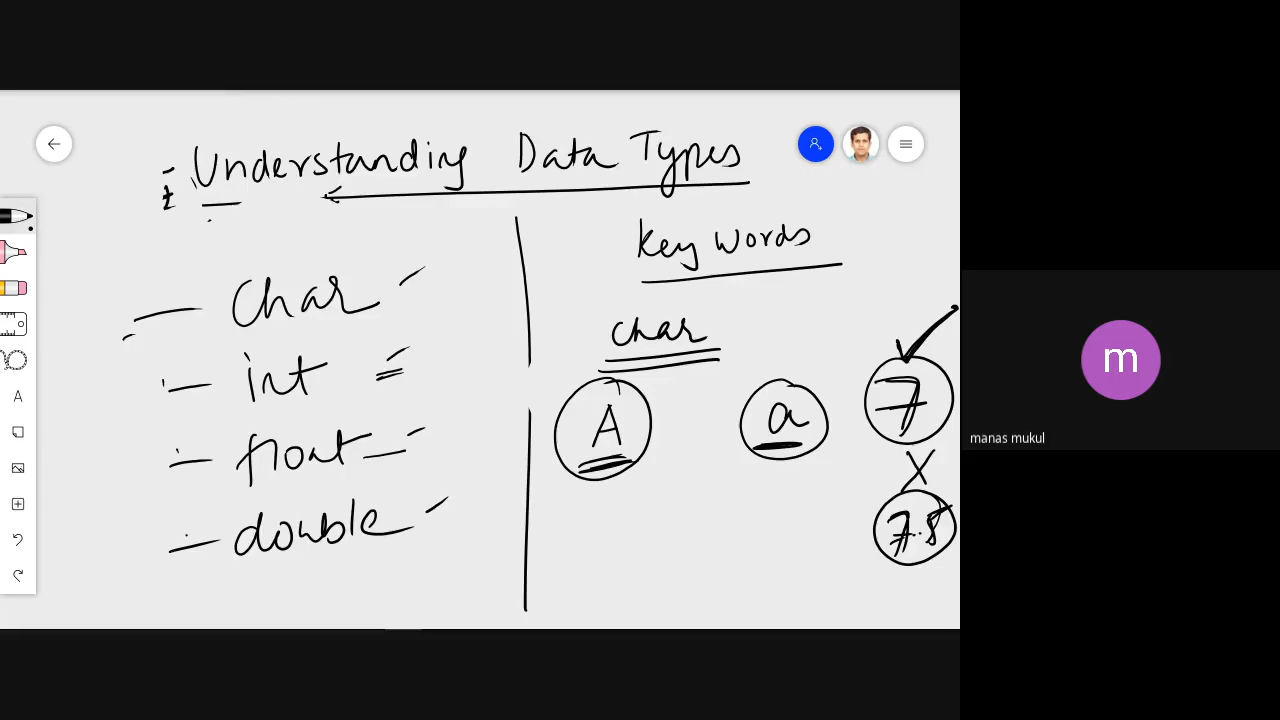 Understanding Data Types
Key Words
char
char
int
A
a
7
float
X
7.8
double
A
m
manas mukul